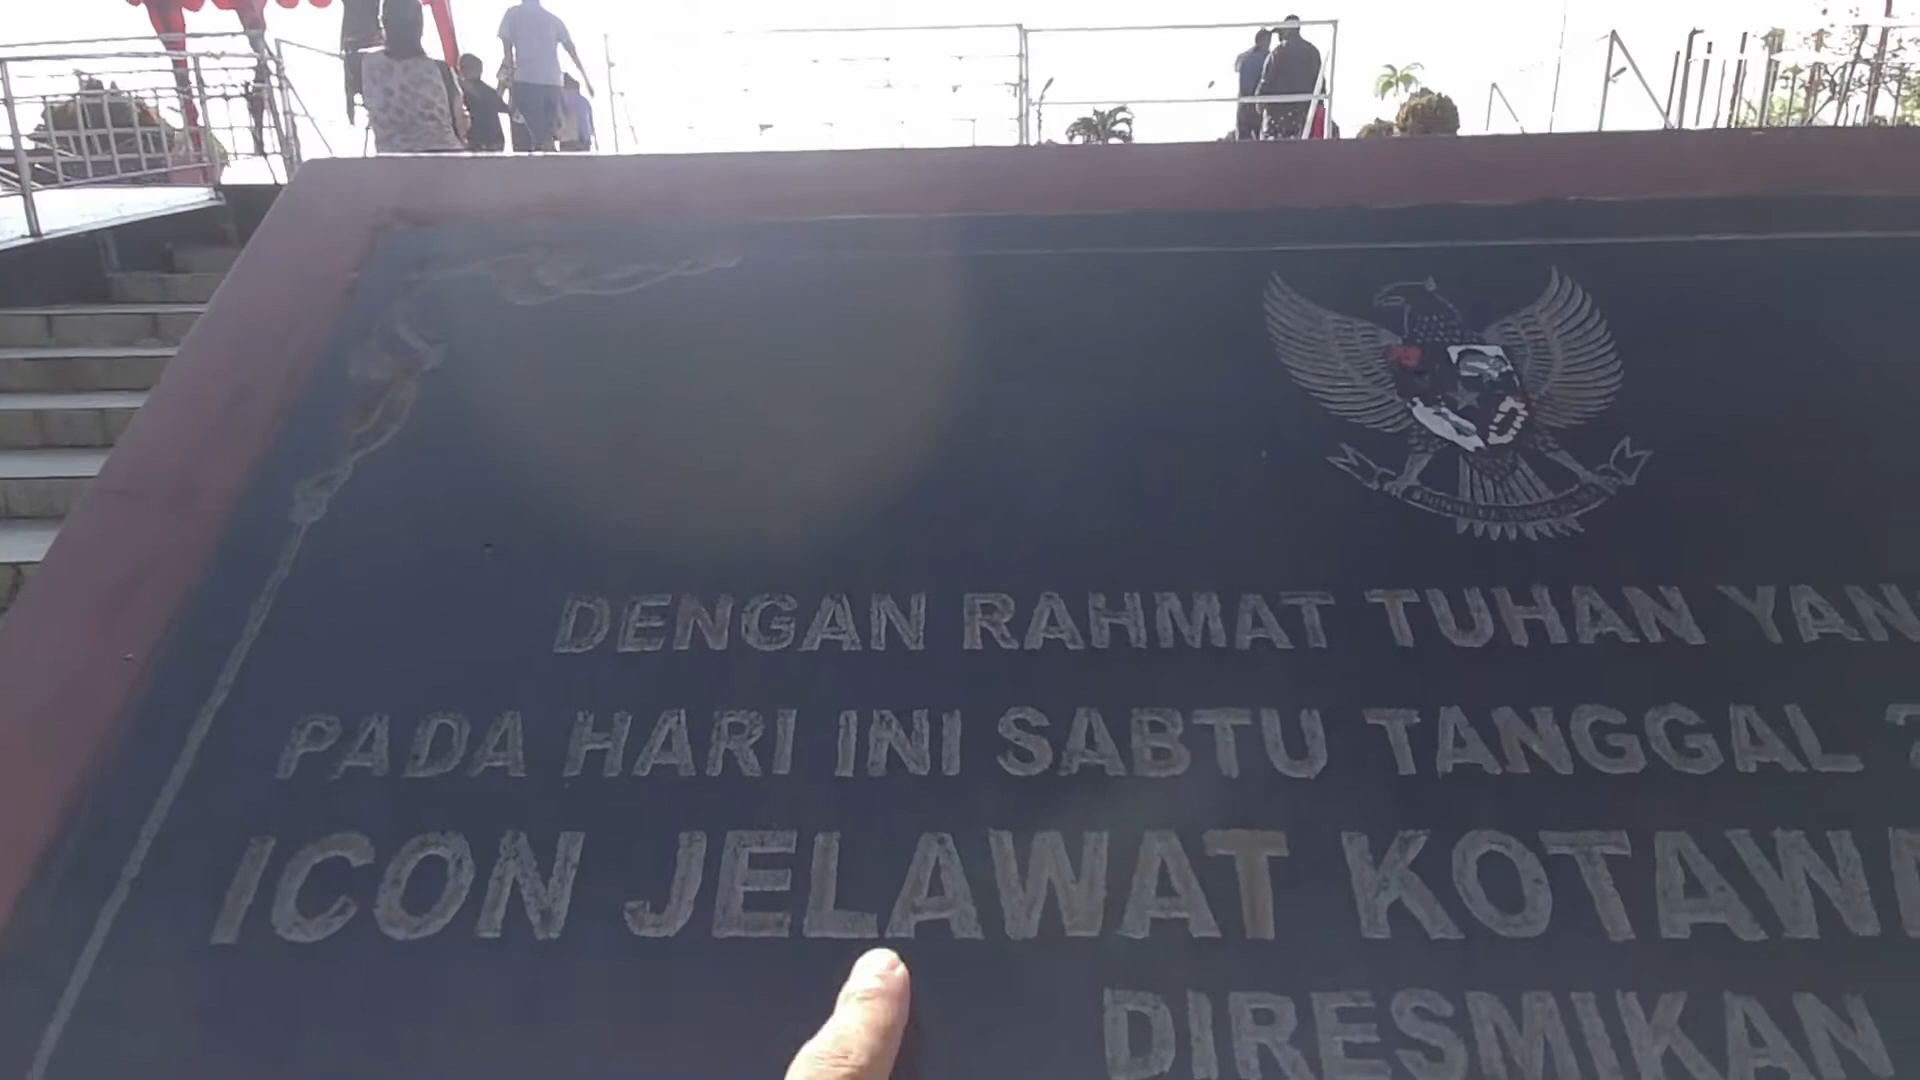 DENGAN RAHMAT TUHAN YAN
PADA HARI INI SABTU TANGGAL
ICON JELAWAT KOTAW
DIRESMIKAN